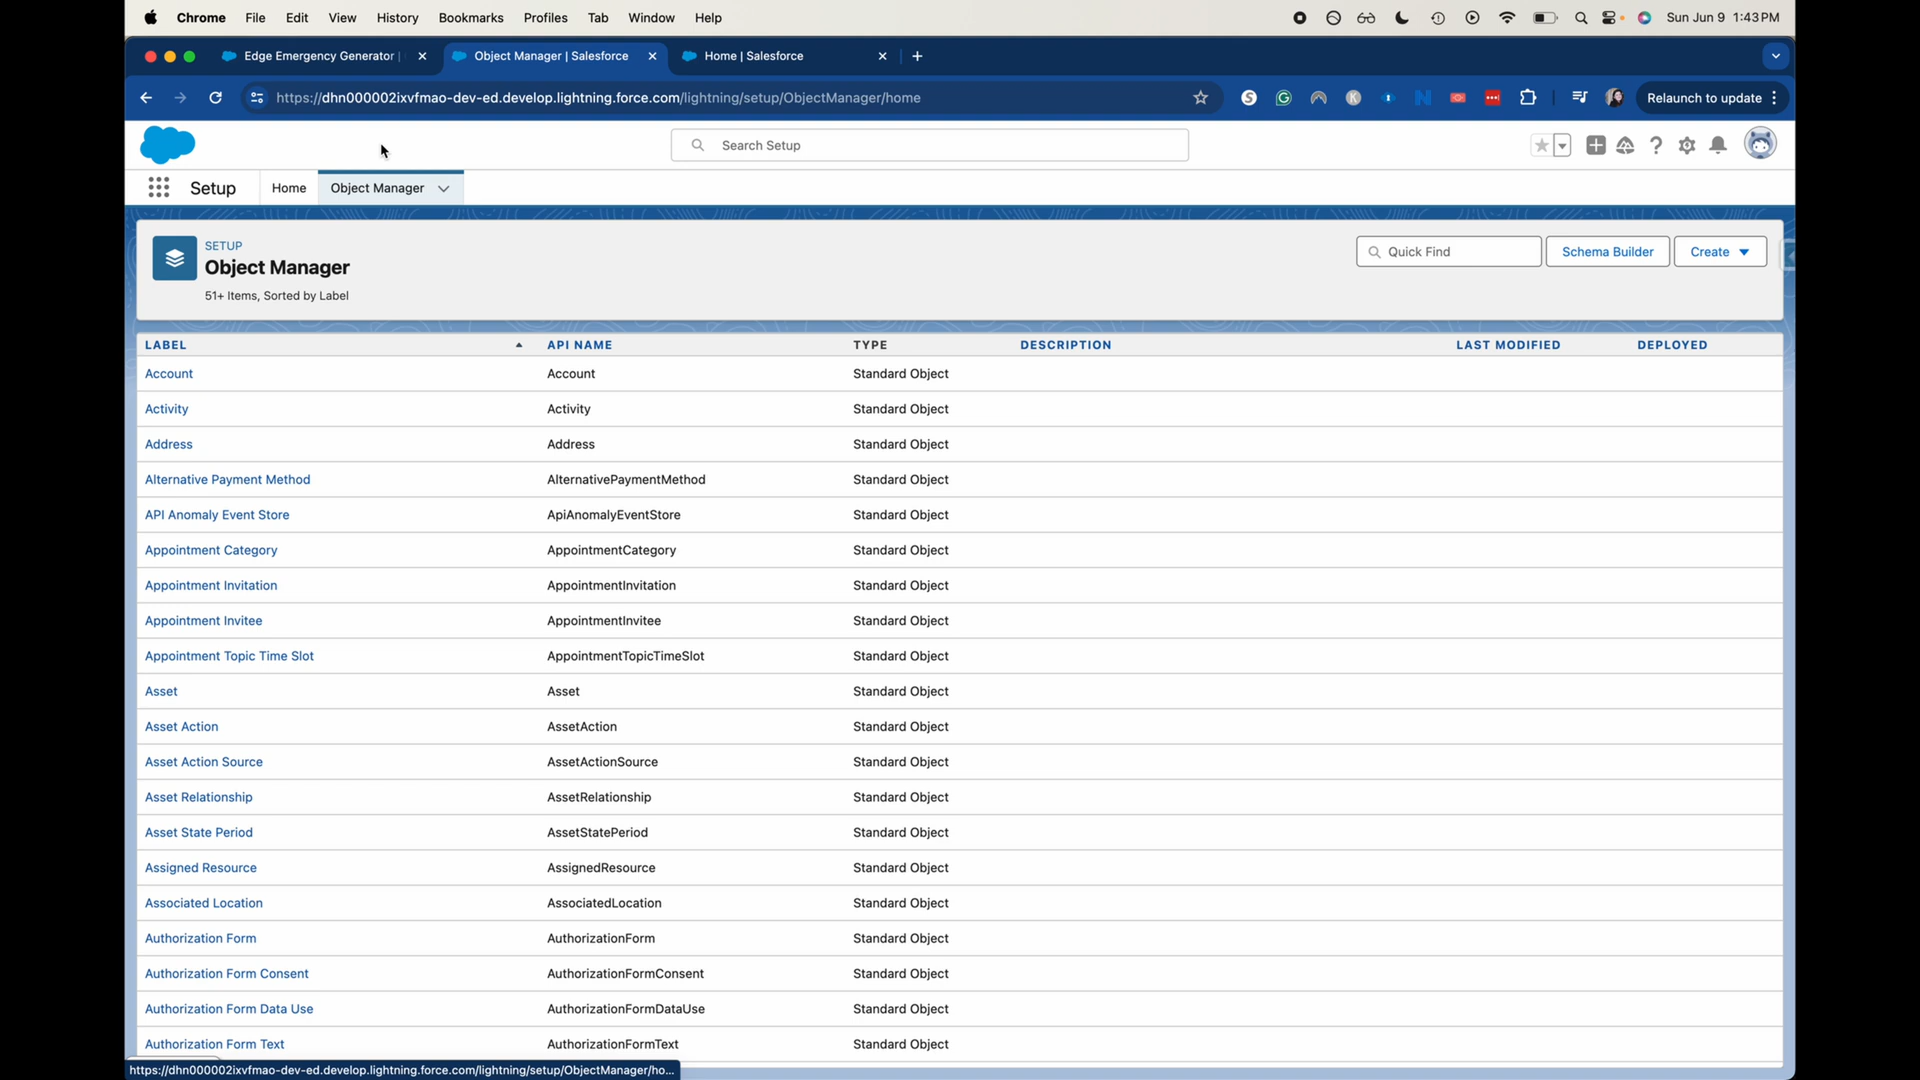 Chrome File Edit View History Bookmarks Profiles Tab Window Help Sun Jun 9 1:43 PM
Edge Emergency Generator | Object Manager | Salesforce Home | Salesforce
https://dhn000002ixvfmao-dev-ed.develop.lightning.force.com/lightning/setup/ObjectManager/home Relaunch to update
Search Setup
Setup Home Object Manager
SETUP
Object Manager
51+ Items, Sorted by Label
Quick Find Schema Builder Create
LABEL API NAME TYPE DESCRIPTION LAST MODIFIED DEPLOYED
Account Account Standard Object
Activity Activity Standard Object
Address Address Standard Object
Alternative Payment Method AlternativePaymentMethod Standard Object
API Anomaly Event Store ApiAnomalyEventStore Standard Object
Appointment Category AppointmentCategory Standard Object
Appointment Invitation AppointmentInvitation Standard Object
Appointment Invitee AppointmentInvitee Standard Object
Appointment Topic Time Slot AppointmentTopicTimeSlot Standard Object
Asset Asset Standard Object
Asset Action AssetAction Standard Object
Asset Action Source AssetActionSource Standard Object
Asset Relationship AssetRelationship Standard Object
Asset State Period AssetStatePeriod Standard Object
Assigned Resource AssignedResource Standard Object
Associated Location AssociatedLocation Standard Object
Authorization Form AuthorizationForm Standard Object
Authorization Form Consent AuthorizationFormConsent Standard Object
Authorization Form Data Use AuthorizationFormDataUse Standard Object
Authorization Form Text AuthorizationFormText Standard Object
https://dhn000002ixvfmao-dev-ed.develop.lightning.force.com/lightning/setup/ObjectManager/ho...